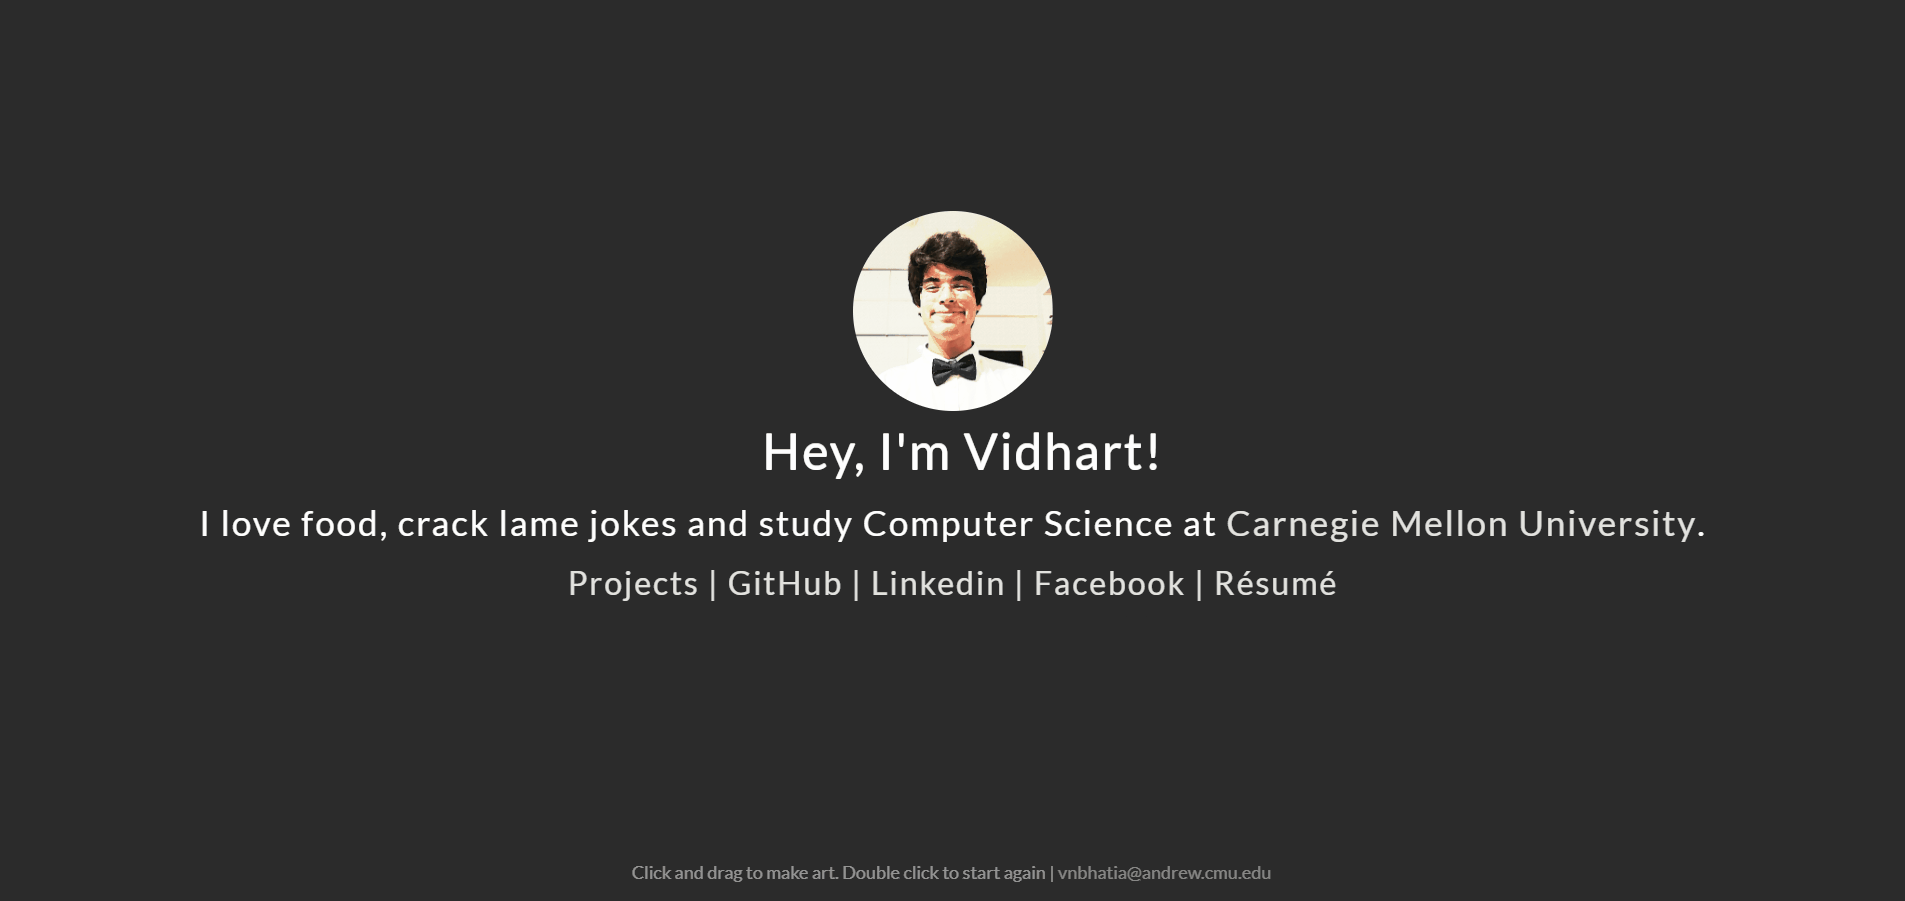 Hey, I'm Vidhart!
I love food, crack lame jokes and study Computer Science at Carnegie Mellon University.
Projects | GitHub | Linkedin | Facebook | Résumé
Click and drag to make art. Double click to start again | vnbhatia@andrew.cmu.edu